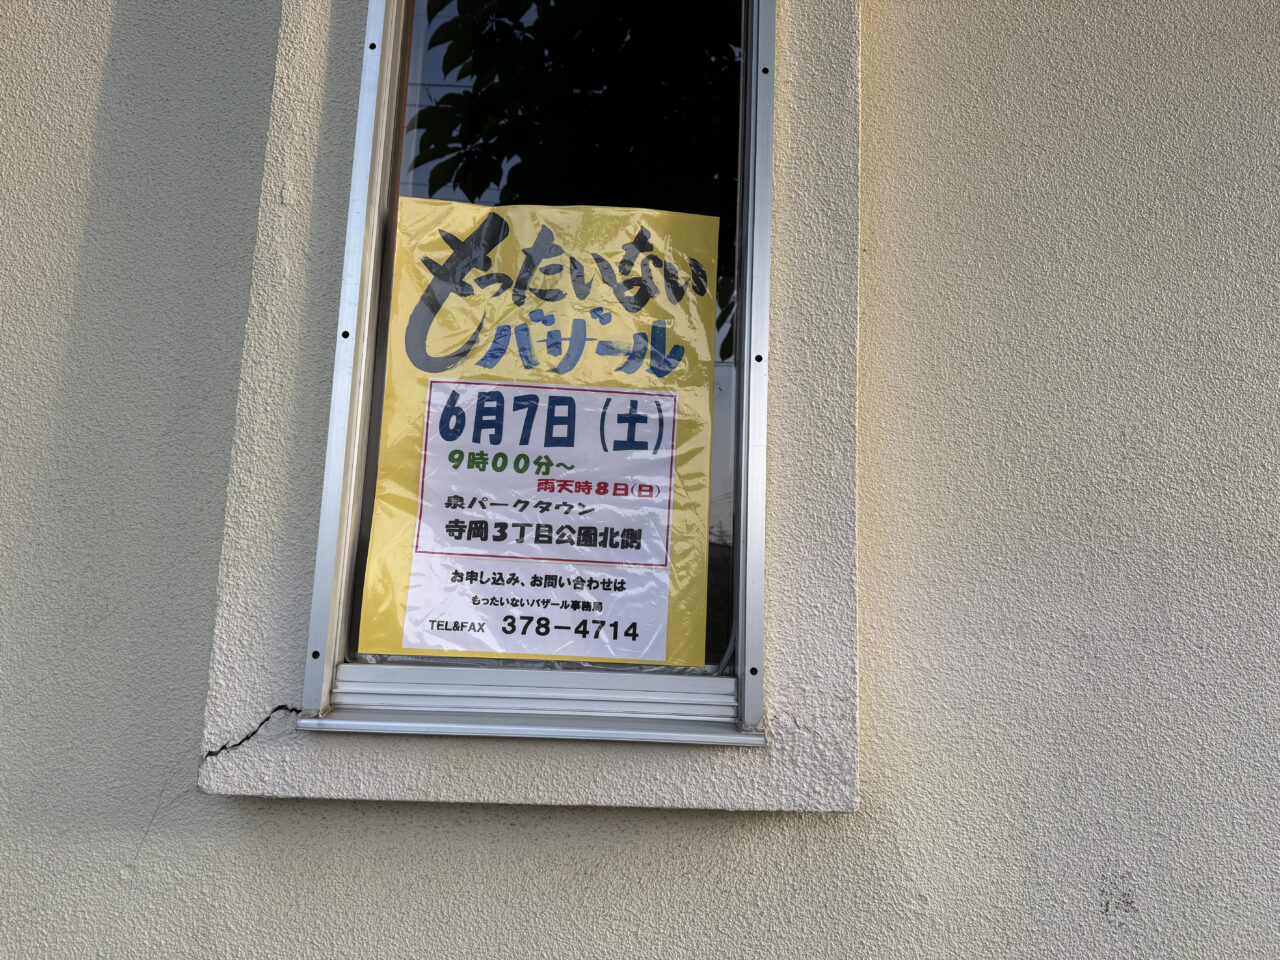 もったいない
バザール
6月7日(土)
9時00分~
雨天時8日(日)
泉パークタウン
寺岡3丁目公園北側
お申し込み、お問い合わせは
もったいないバザール事務局
TEL&FAX 378-4714